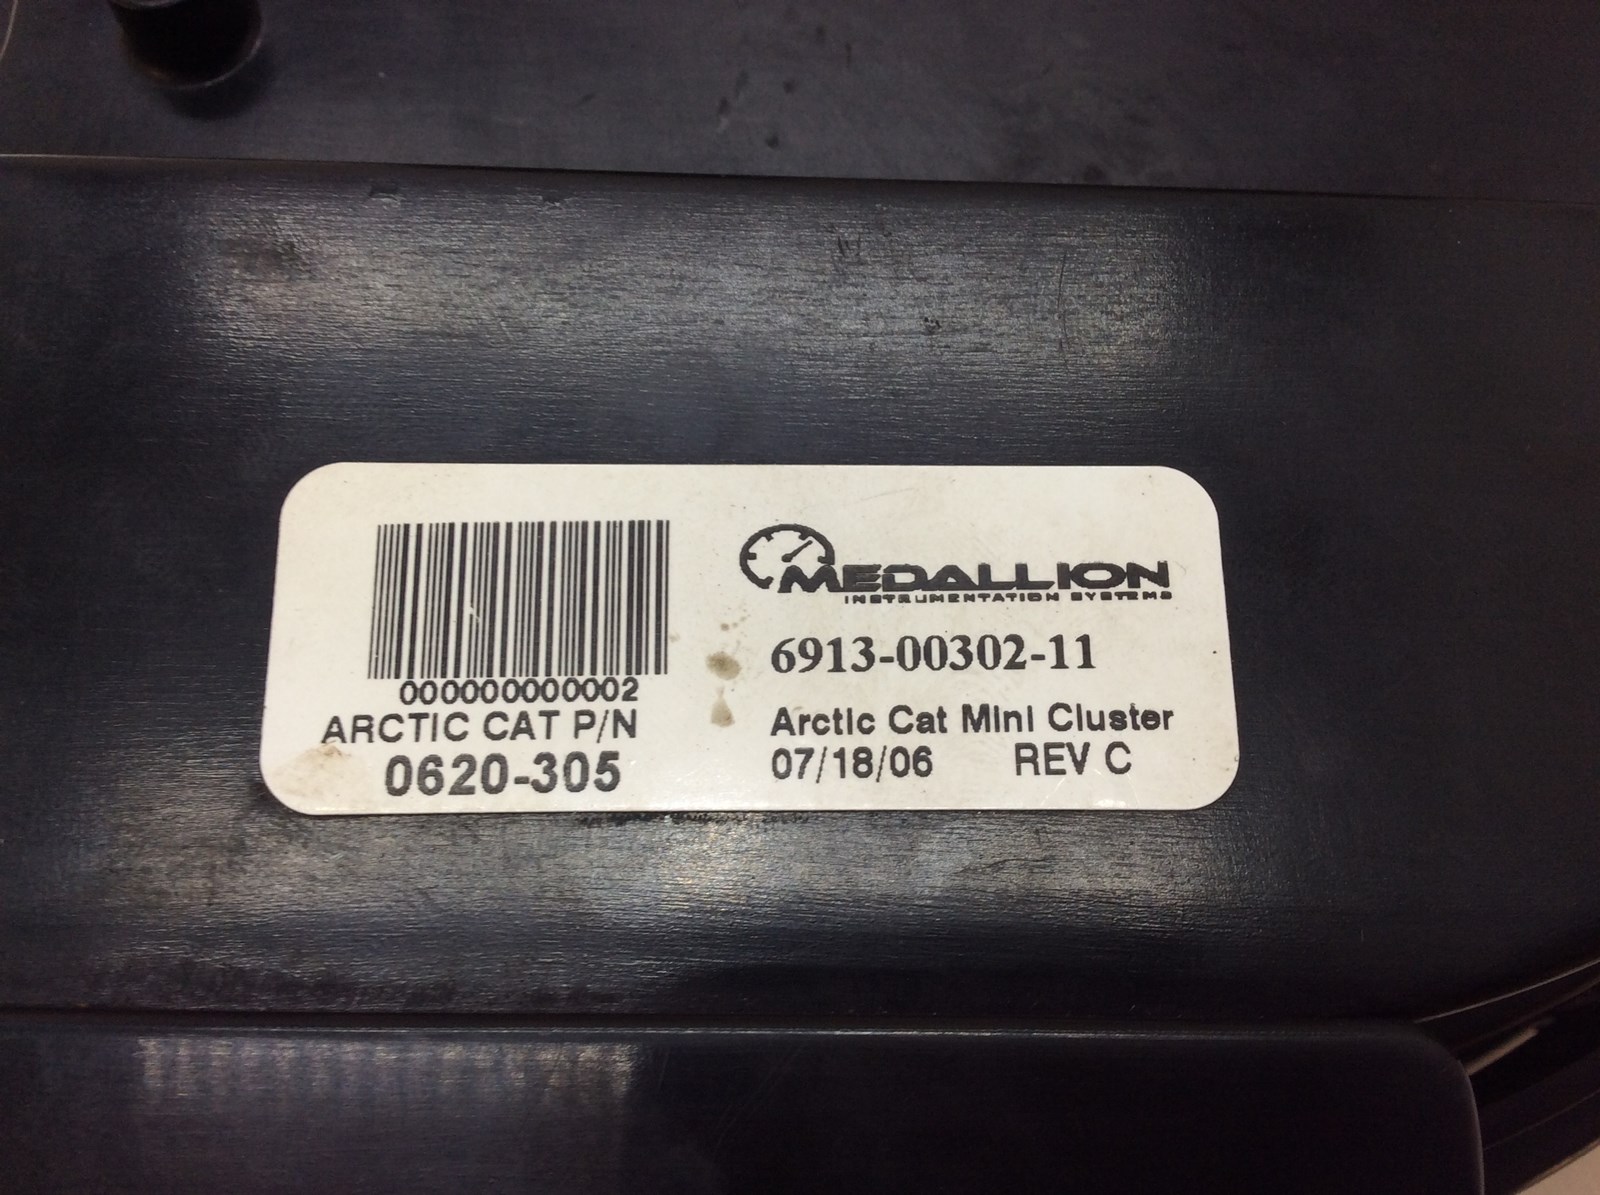 000000000002
ARCTIC CAT P/N
0620-305
MEDALLION
INSTRUMENTATION SYSTEMS
6913-00302-11
Arctic Cat Mini Cluster
07/18/06 REV C